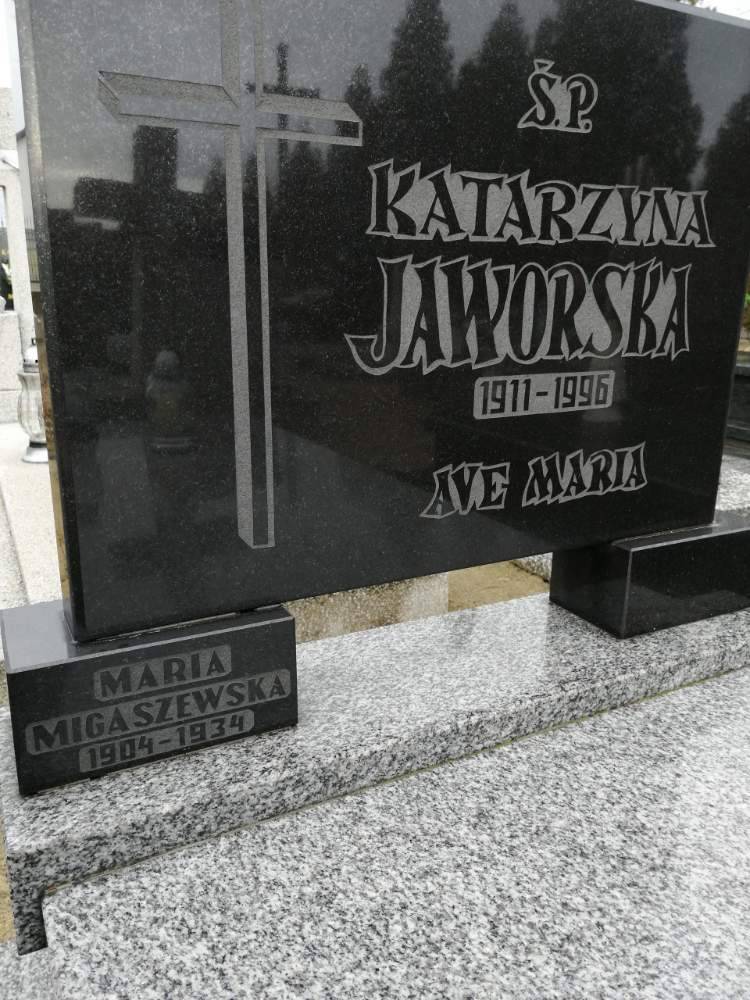 Ś.P.
KATARZYNA
JAWORSKA
1911-1996
AVE MARIA
MARIA
MIGASZEWSKA
1904-1934